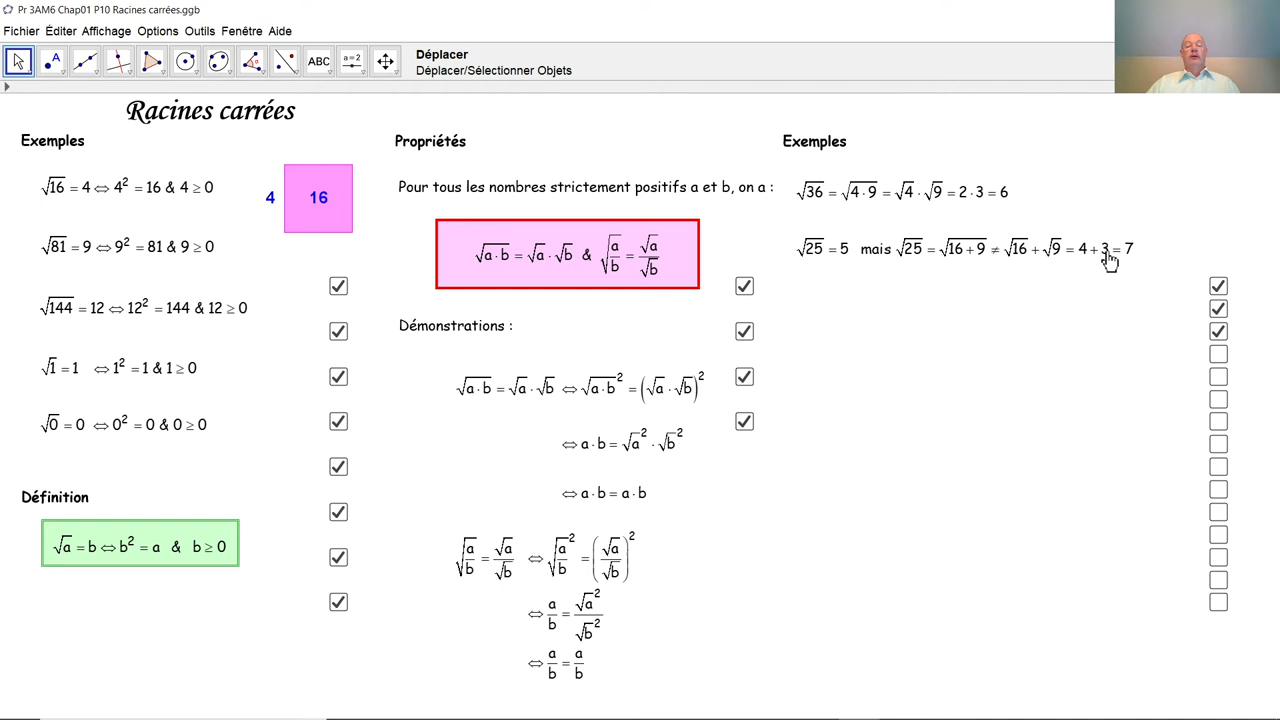 Pr 3AM6 Chap01 P10 Racines carrées.ggb
Fichier Éditer Affichage Options Outils Fenêtre Aide
A ABC a=2
Déplacer
Déplacer/Sélectionner Objets
Racines carrées
Exemples
√16 = 4 ⇔ 4² = 16 & 4 ≥ 0
4 16
√81 = 9 ⇔ 9² = 81 & 9 ≥ 0
√144 = 12 ⇔ 12² = 144 & 12 ≥ 0
√1 = 1 ⇔ 1² = 1 & 1 ≥ 0
√0 = 0 ⇔ 0² = 0 & 0 ≥ 0
Définition
√a = b ⇔ b² = a & b ≥ 0
Propriétés
Pour tous les nombres strictement positifs a et b, on a :
√(a·b) = √a · √b & √(a/b) = √a/√b
Démonstrations :
√(a·b) = √a · √b ⇔ √(a·b)² = (√a · √b)²
⇔ a·b = √a² · √b²
⇔ a·b = a·b
√(a/b) = √a/√b ⇔ √(a/b)² = (√a/√b)²
⇔ a/b = √a²/√b²
⇔ a/b = a/b
Exemples
√36 = √(4·9) = √4 · √9 = 2·3 = 6
√25 = 5 mais √25 = √(16+9) ≠ √16 + √9 = 4+3 = 7